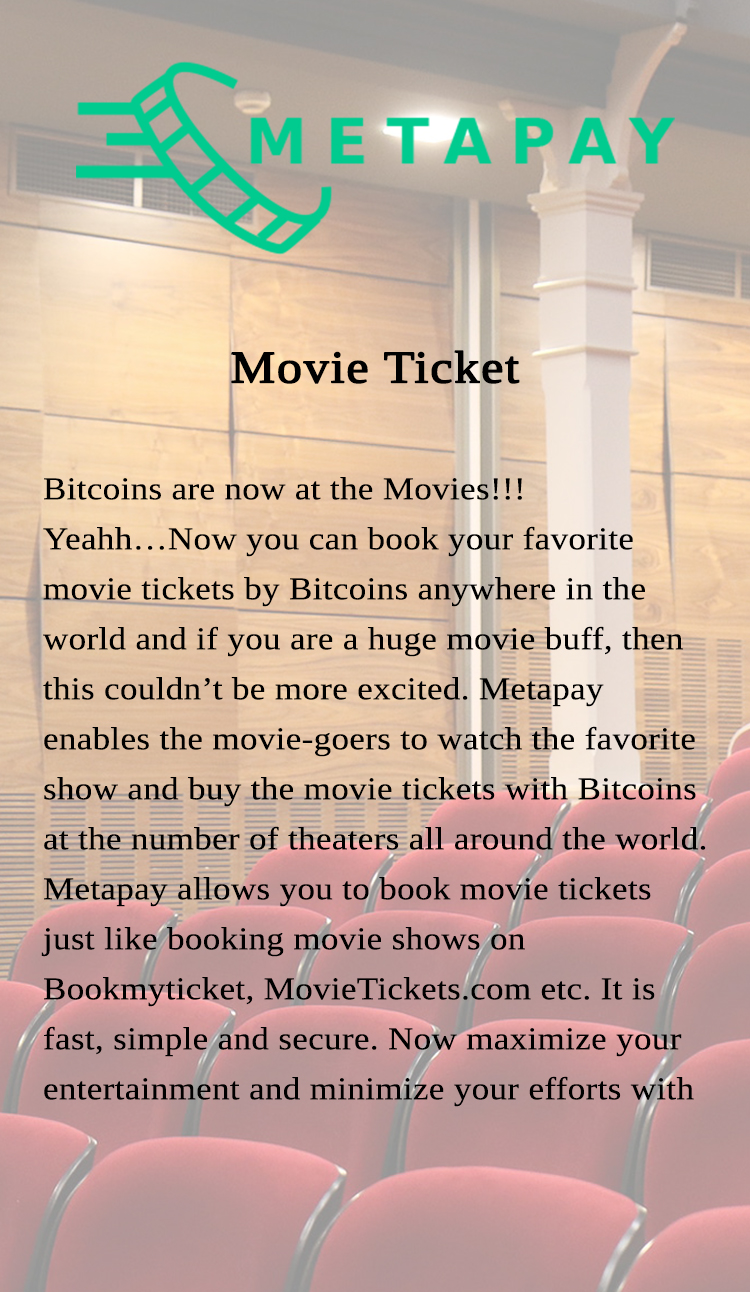 METAPAY
Movie Ticket
Bitcoins are now at the Movies!!!
Yeahh…Now you can book your favorite
movie tickets by Bitcoins anywhere in the
world and if you are a huge movie buff, then
this couldn’t be more excited. Metapay
enables the movie-goers to watch the favorite
show and buy the movie tickets with Bitcoins
at the number of theaters all around the world.
Metapay allows you to book movie tickets
just like booking movie shows on
Bookmyticket, MovieTickets.com etc. It is
fast, simple and secure. Now maximize your
entertainment and minimize your efforts with